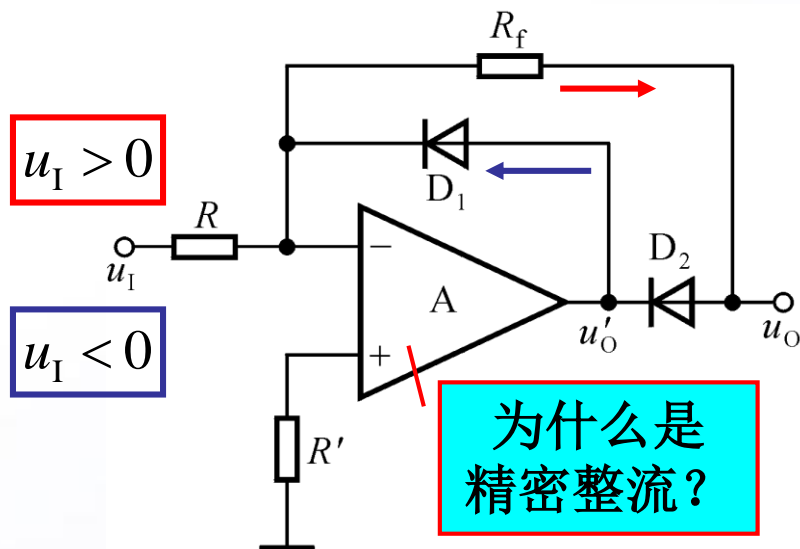 R_f
u_I > 0
D_1
R
D_2
u_I
−
A
u′_O
u_O
u_I < 0
+
R′
为什么是
精密整流？